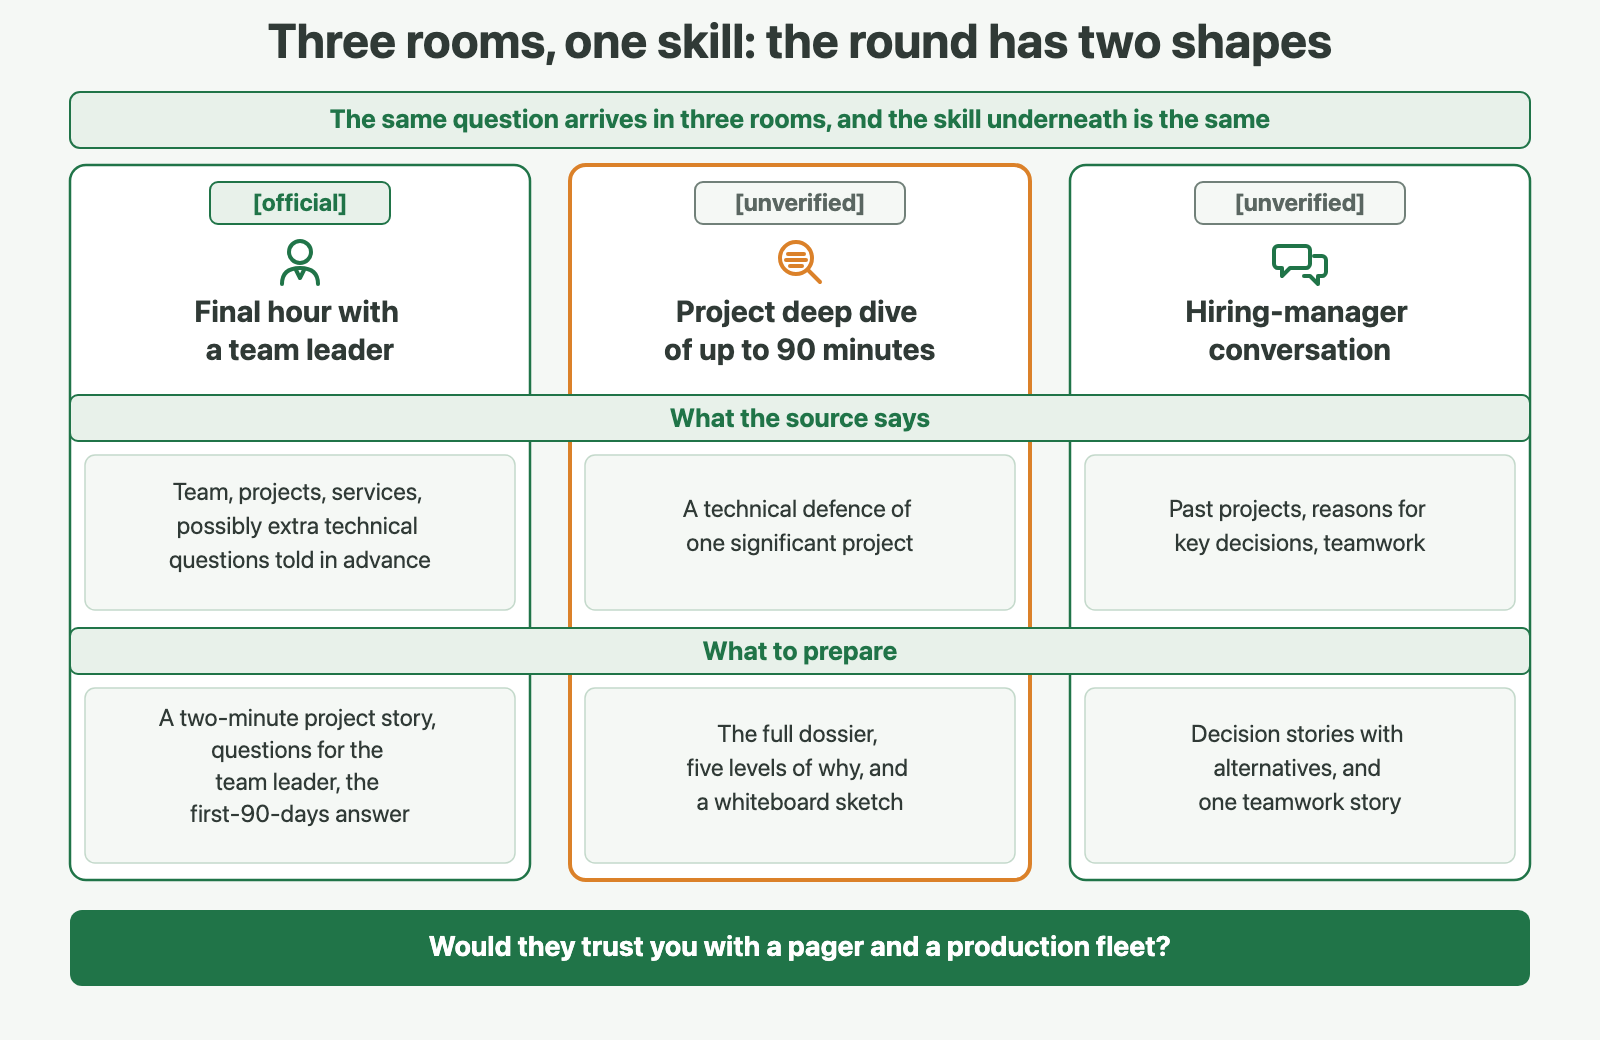 Three rooms, one skill: the round has two shapes
The same question arrives in three rooms, and the skill underneath is the same
[official]
Final hour with
a team leader
[unverified]
Project deep dive
of up to 90 minutes
[unverified]
Hiring-manager
conversation
What the source says
Team, projects, services,
possibly extra technical
questions told in advance
A technical defence of
one significant project
Past projects, reasons for
key decisions, teamwork
What to prepare
A two-minute project story,
questions for the
team leader, the
first-90-days answer
The full dossier,
five levels of why, and
a whiteboard sketch
Decision stories with
alternatives, and
one teamwork story
Would they trust you with a pager and a production fleet?